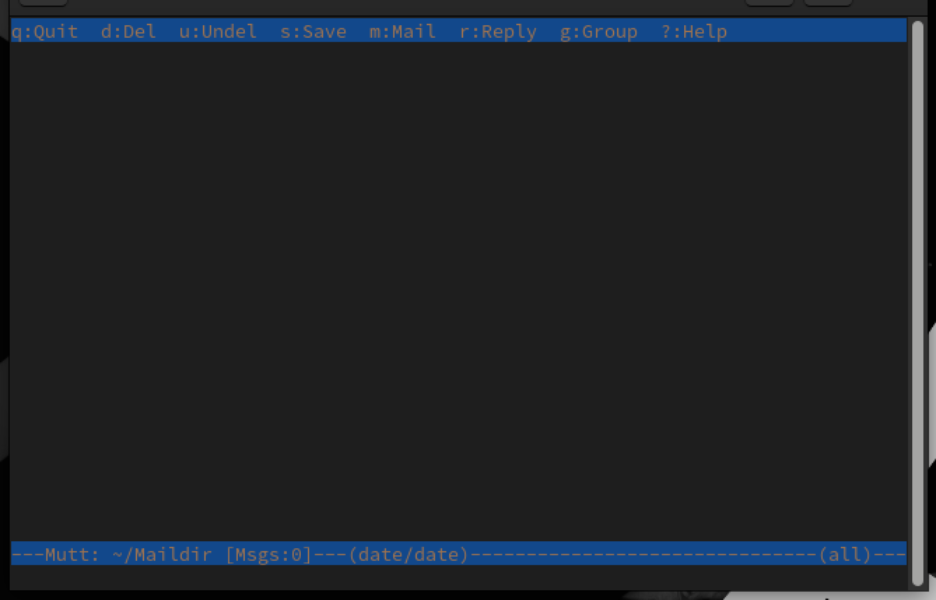 q:Quit  d:Del  u:Undel  s:Save  m:Mail  r:Reply  g:Group  ?:Help
---Mutt: ~/Maildir [Msgs:0]---(date/date)-------------------------------(all)---